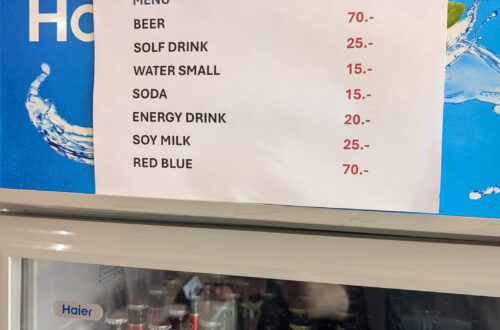 MENU
BEER 70.-
SOLF DRINK 25.-
WATER SMALL 15.-
SODA 15.-
ENERGY DRINK 20.-
SOY MILK 25.-
RED BLUE 70.-
Haier